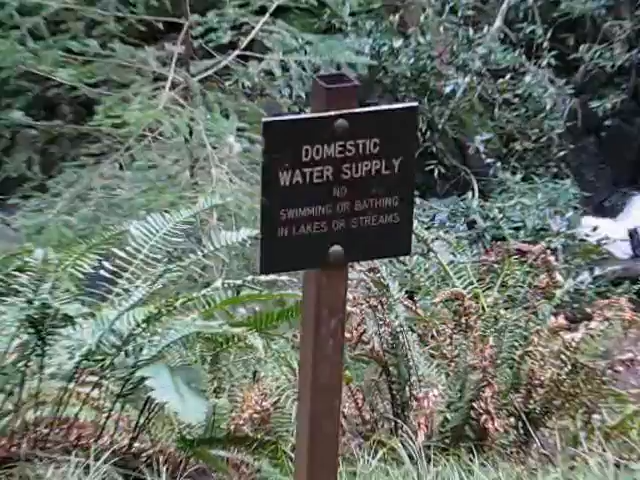 DOMESTIC
WATER SUPPLY
NO
SWIMMING OR BATHING
IN LAKES OR STREAMS